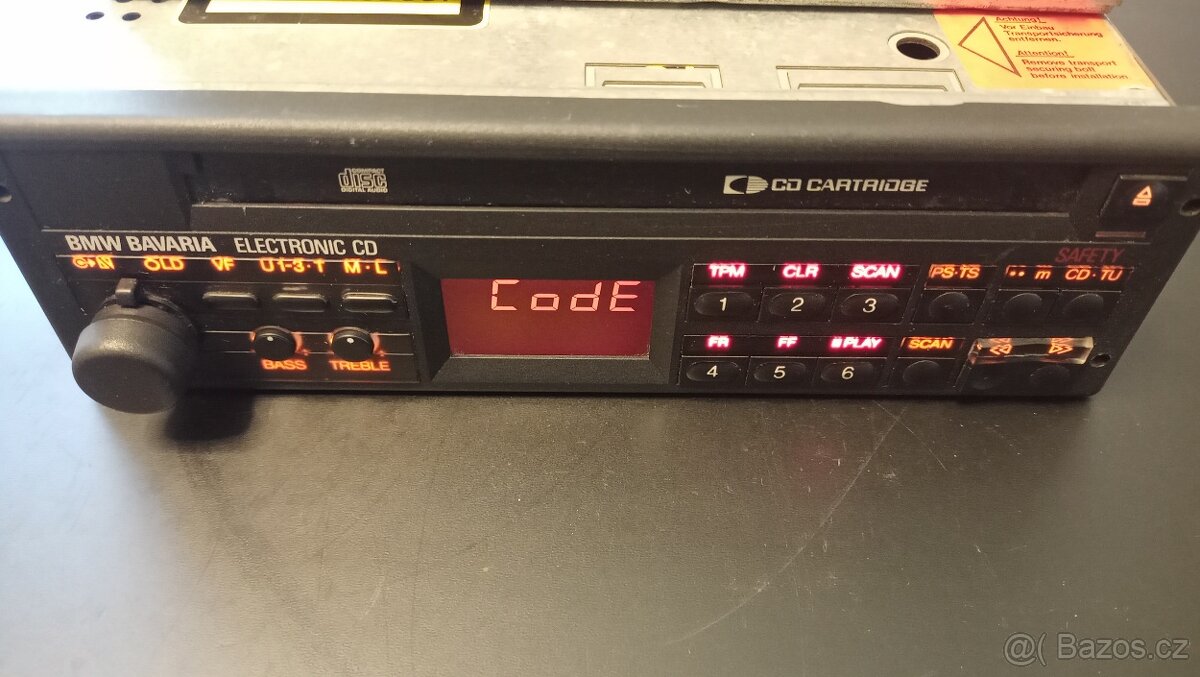 Achtung!
Vor Einbau
Transportsicherung
entfernen.
Attention!
Remove transport
securing bolt
before installation
COMPACT
disc
DIGITAL AUDIO
CD CARTRIDGE
BMW BAVARIA ELECTRONIC CD
SAFETY
VF U1-3·T M·L
CodE
TPM CLR SCAN PS·TS •• m CD·TU
1 2 3
BASS TREBLE
FR FF PLAY SCAN
4 5 6
@( Bazos.cz